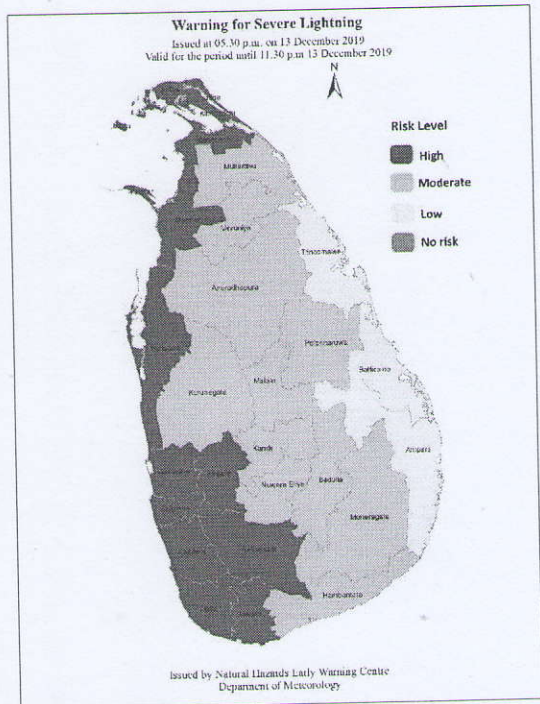 Warning for Severe Lightning
Issued at 05.30 p.m. on 13 December 2019
Valid for the period until 11.30 p.m 13 December 2019
N
Risk Level
High
Moderate
Low
No risk
Mullaitivu
Vavuniya
Trincomalee
Anuradhapura
Polonnaruwa
Batticaloa
Matale
Kurunegala
Kandy
Ampara
Nuwara Eliya
Badulla
Moneragala
Hambantota
Issued by Natural Hazards Early Warning Centre
Department of Meteorology